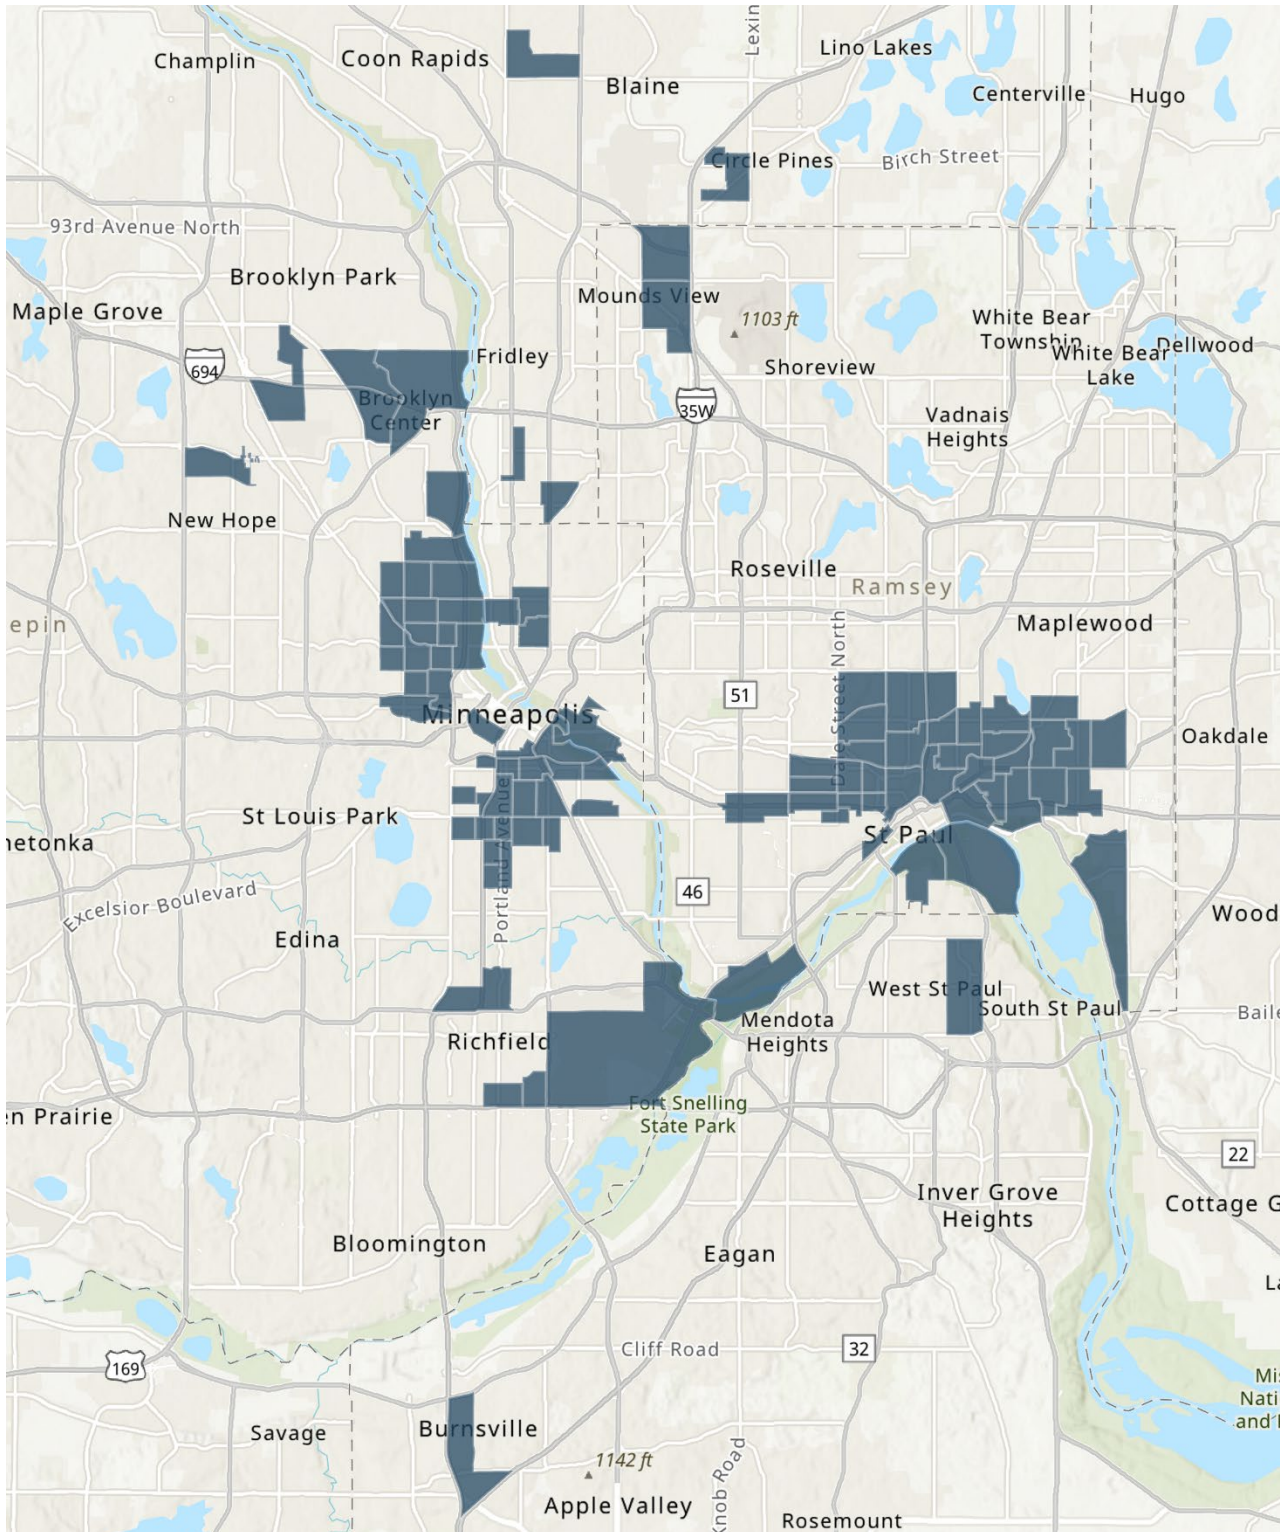 Champlin
Coon Rapids
Blaine
Lexin
Lino Lakes
Centerville
Hugo
Circle Pines
Birch Street
93rd Avenue North
Brooklyn Park
Maple Grove
Mounds View
1103 ft
White Bear
Township
White Bear
Lake
Dellwood
694
Fridley
Shoreview
35W
Brooklyn
Center
Vadnais
Heights
New Hope
Roseville
Ramsey
epin
Maplewood
Dale Street North
51
Minneapolis
Oakdale
St Louis Park
Portland Avenue
St Paul
netonka
Excelsior Boulevard
46
Edina
Wood
West St Paul
South St Paul
Baile
Richfield
Mendota
Heights
en Prairie
Fort Snelling
State Park
22
Inver Grove
Heights
Cottage G
Bloomington
Eagan
La
169
Cliff Road
32
Mis
Nati
and
Savage
Burnsville
1142 ft
Knob Road
Apple Valley
Rosemount